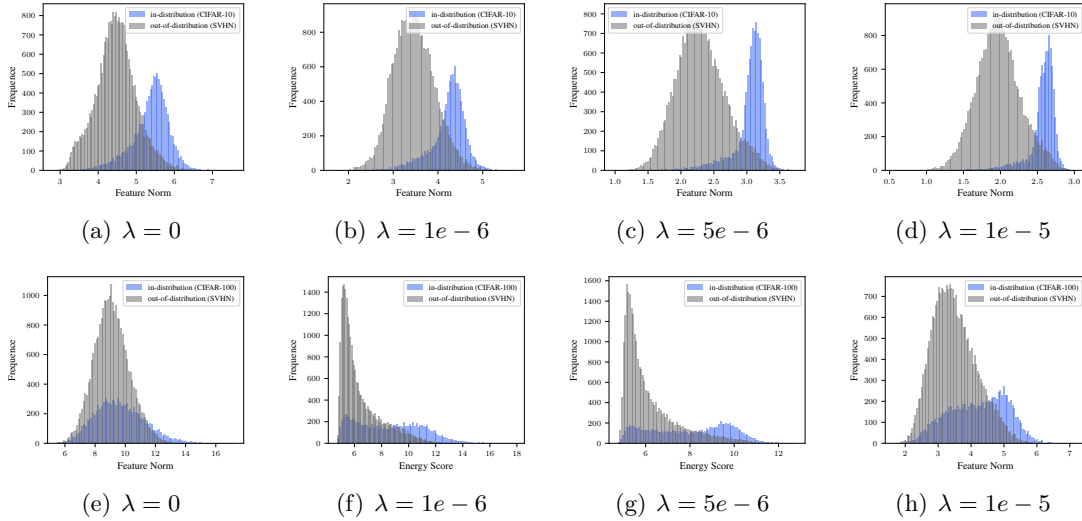 in-distribution (CIFAR-10)
out-of-distribution (SVHN)
Frequence
0 100 200 300 400 500 600 700 800
3 4 5 6 7
Feature Norm
(a) λ = 0
in-distribution (CIFAR-10)
out-of-distribution (SVHN)
Frequence
0 200 400 600 800
2 3 4 5
Feature Norm
(b) λ = 1e − 6
in-distribution (CIFAR-10)
out-of-distribution (SVHN)
Frequence
0 100 200 300 400 500 600 700 800
1.0 1.5 2.0 2.5 3.0 3.5
Feature Norm
(c) λ = 5e − 6
in-distribution (CIFAR-10)
out-of-distribution (SVHN)
Frequence
0 200 400 600 800
0.5 1.0 1.5 2.0 2.5 3.0
Feature Norm
(d) λ = 1e − 5
in-distribution (CIFAR-100)
out-of-distribution (SVHN)
Frequence
0 200 400 600 800 1000
6 8 10 12 14 16
Feature Norm
(e) λ = 0
in-distribution (CIFAR-100)
out-of-distribution (SVHN)
Frequence
0 200 400 600 800 1000 1200 1400
6 8 10 12 14 16 18
Energy Score
(f) λ = 1e − 6
in-distribution (CIFAR-100)
out-of-distribution (SVHN)
Frequence
0 200 400 600 800 1000 1200 1400 1600
6 8 10 12
Energy Score
(g) λ = 5e − 6
in-distribution (CIFAR-100)
out-of-distribution (SVHN)
Frequence
0 100 200 300 400 500 600 700
2 3 4 5 6 7
Feature Norm
(h) λ = 1e − 5